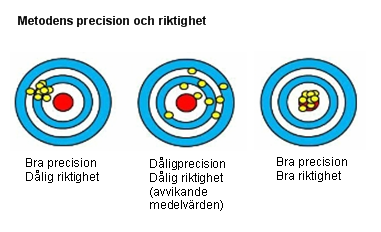 Metodens precision och riktighet
Bra precision
Dålig riktighet
Dåligprecision
Dålig riktighet
(avvikande
medelvärden)
Bra precision
Bra riktighet